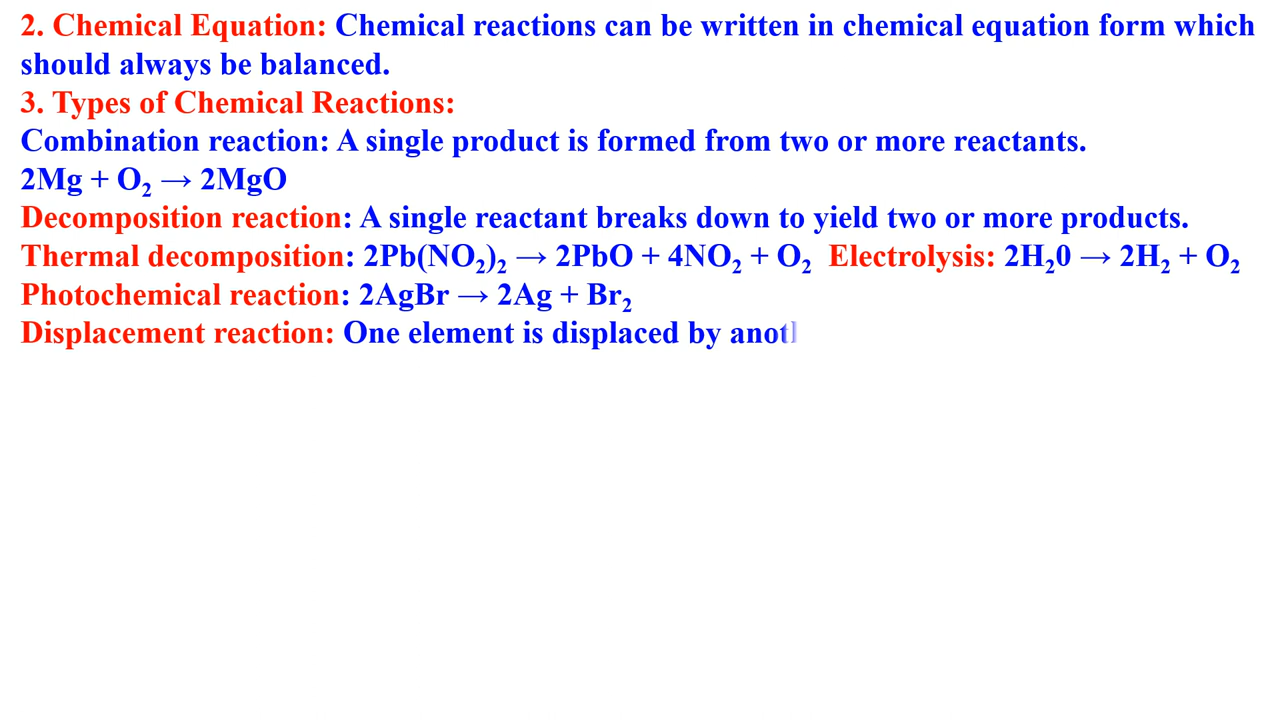 2. Chemical Equation: Chemical reactions can be written in chemical equation form which
should always be balanced.
3. Types of Chemical Reactions:
Combination reaction: A single product is formed from two or more reactants.
2Mg + O₂ → 2MgO
Decomposition reaction: A single reactant breaks down to yield two or more products.
Thermal decomposition: 2Pb(NO₂)₂ → 2PbO + 4NO₂ + O₂ Electrolysis: 2H₂0 → 2H₂ + O₂
Photochemical reaction: 2AgBr → 2Ag + Br₂
Displacement reaction: One element is displaced by